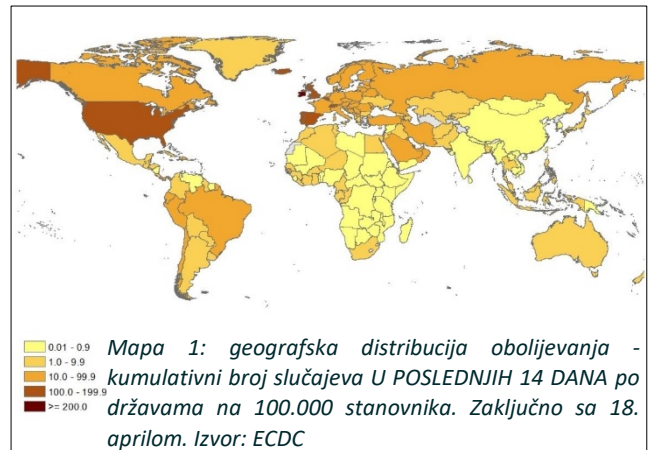 0.01 - 0.9
1.0 - 9.9
10.0 - 99.9
100.0 - 199.9
>= 200.0
Mapa 1: geografska distribucija obolijevanja -
kumulativni broj slučajeva U POSLEDNJIH 14 DANA po
državama na 100.000 stanovnika. Zaključno sa 18.
aprilom. Izvor: ECDC